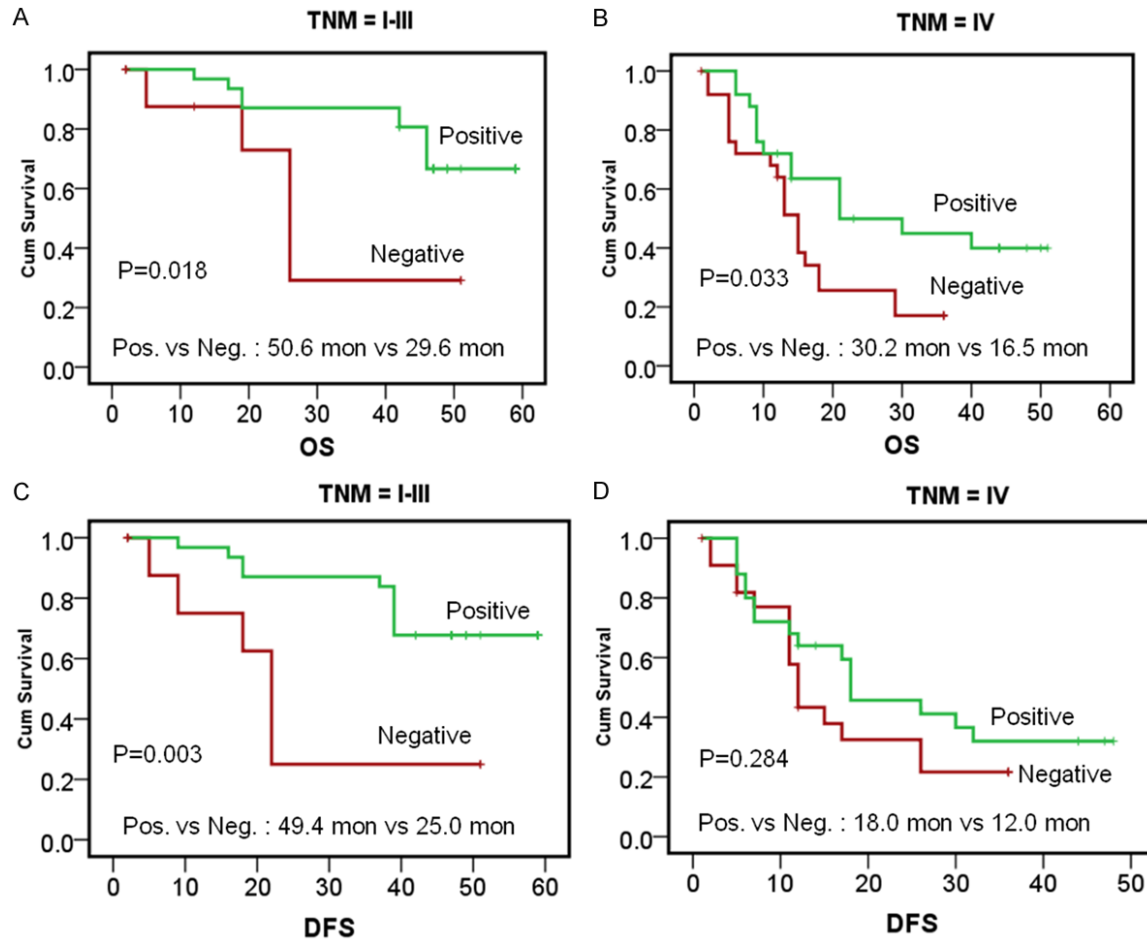 A
TNM = I-III
Cum Survival
1.0
0.8
0.6
0.4
0.2
0.0
Positive
Negative
P=0.018
Pos. vs Neg. : 50.6 mon vs 29.6 mon
0 10 20 30 40 50 60
OS
B
TNM = IV
Cum Survival
1.0
0.8
0.6
0.4
0.2
0.0
Positive
P=0.033
Negative
Pos. vs Neg. : 30.2 mon vs 16.5 mon
0 10 20 30 40 50 60
OS
C
TNM = I-III
Cum Survival
1.0
0.8
0.6
0.4
0.2
0.0
Positive
Negative
P=0.003
Pos. vs Neg. : 49.4 mon vs 25.0 mon
0 10 20 30 40 50 60
DFS
D
TNM = IV
Cum Survival
1.0
0.8
0.6
0.4
0.2
0.0
Positive
P=0.284
Negative
Pos. vs Neg. : 18.0 mon vs 12.0 mon
0 10 20 30 40 50
DFS